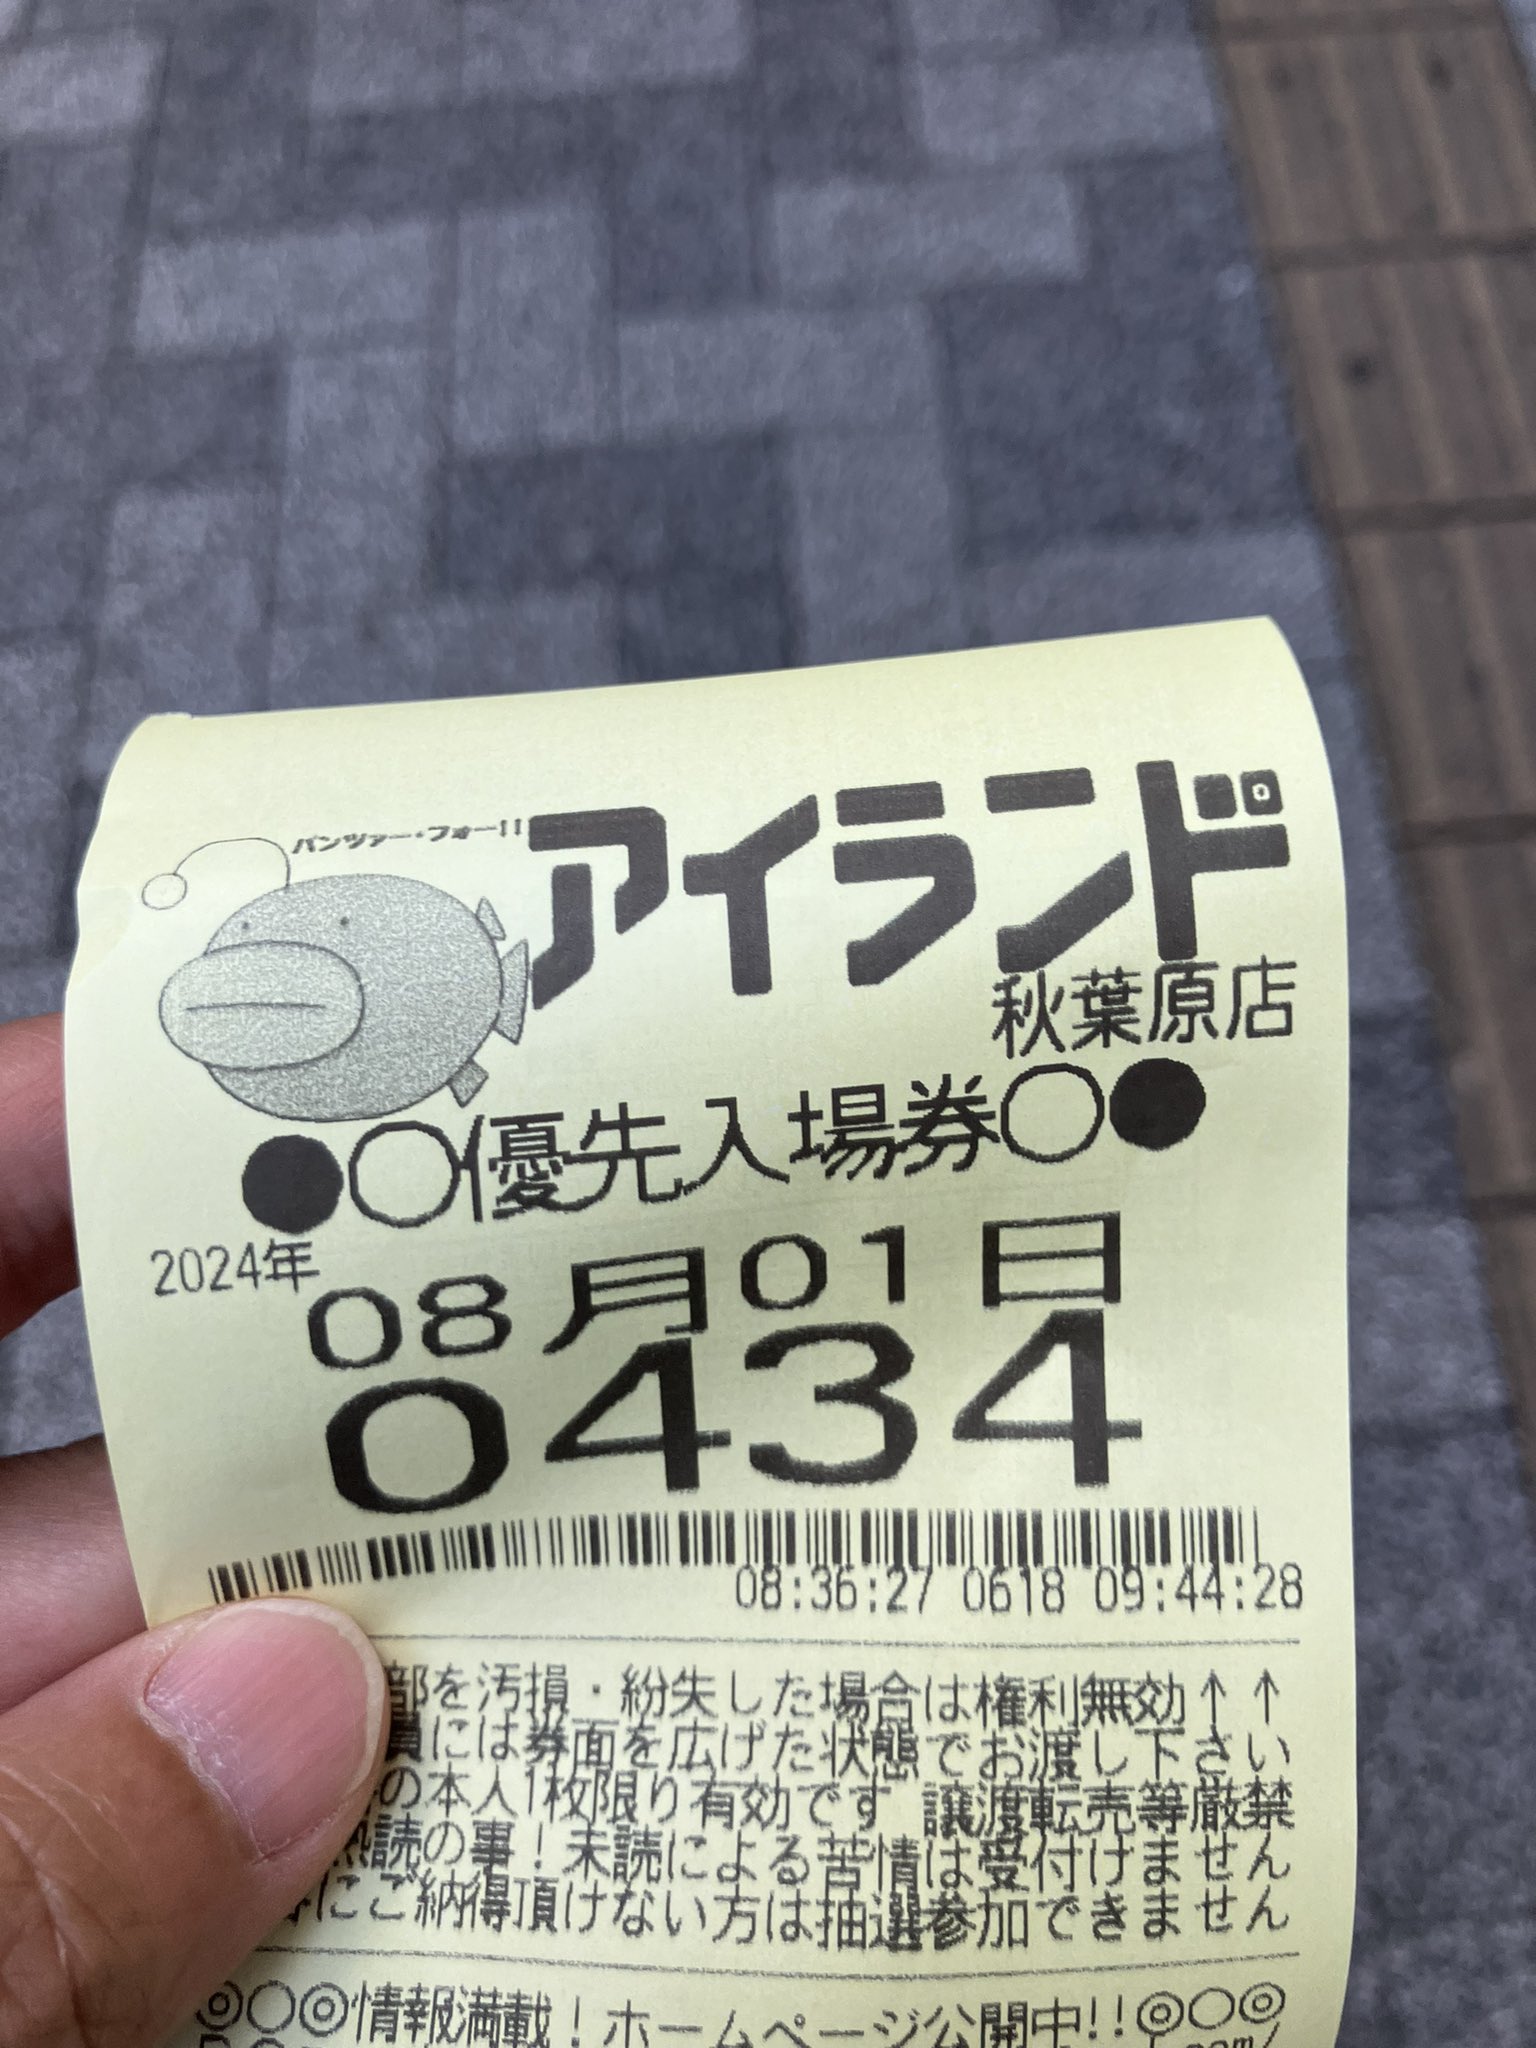 パンツァー・フォー!!
アイランド
秋葉原店
●○優先入場券○●
2024年
08月01日
0434
08:36:27 0618 09:44:28
部を汚損・紛失した場合は権利無効↑↑
員には券面を広げた状態でお渡し下さい
の本人1枚限り有効です 譲渡転売等厳禁
読の事!未読による苦情は受付けません
にご納得頂けない方は抽選参加できません
◎○◎情報満載!ホームページ公開中!!◎○◎
.com/